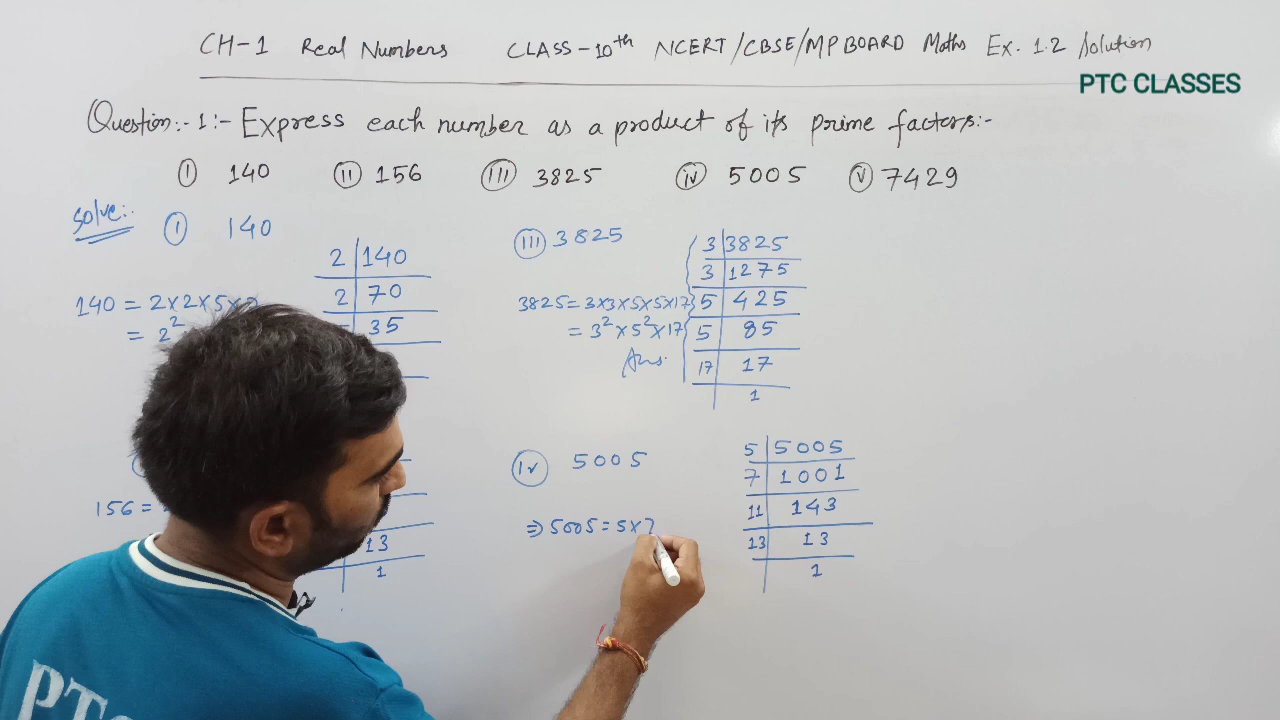 CH-1 Real Numbers CLASS-10th NCERT/CBSE/MP BOARD Maths Ex. 1.2 Solution
PTC CLASSES
Question:- 1:- Express each number as a product of its prime factors:-
(I) 140 (II) 156 (III) 3825 (IV) 5005 (V) 7429
Solve:-
(I) 140
2 | 140
2 | 70
35
140 = 2×2×5×
= 2²
156 =
13
1
(III) 3825
3 | 3825
3 | 1275
5 | 425
5 | 85
17 | 17
1
3825 = 3×3×5×5×17
= 3²×5²×17
Ans.
(IV) 5005
5 | 5005
7 | 1001
11 | 143
13 | 13
1
⇒ 5005 = 5×7
PTC